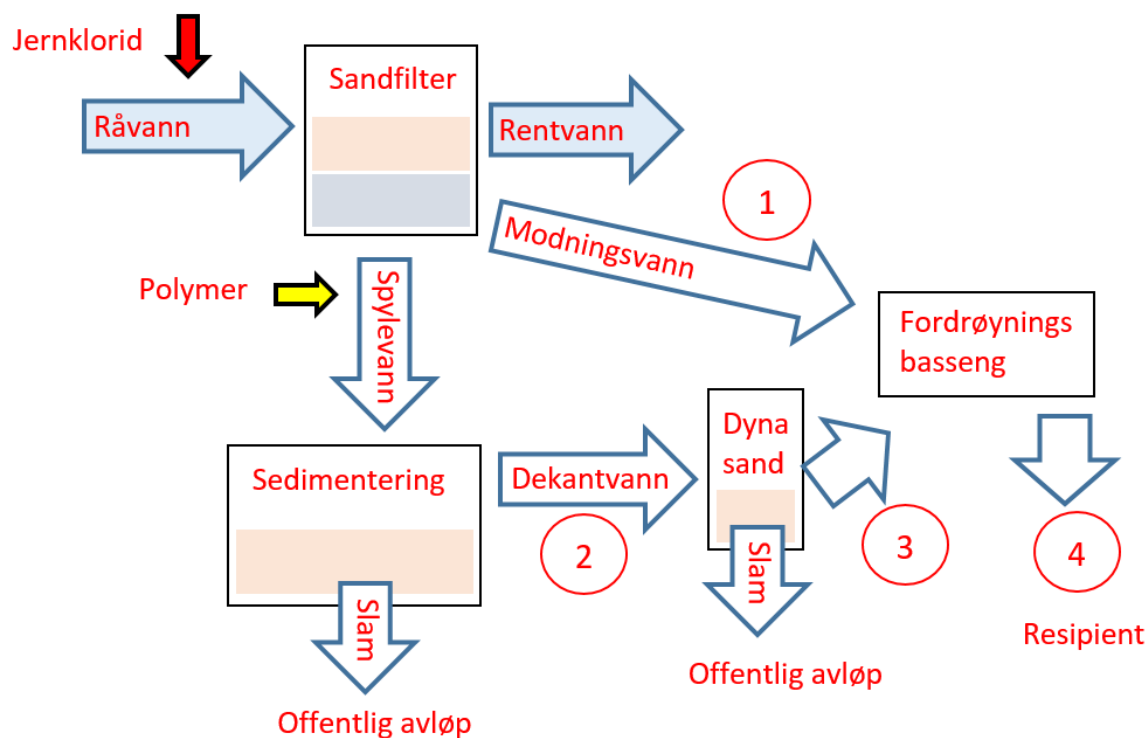 Jernklorid
Sandfilter
Råvann
Rentvann
1
Modningsvann
Polymer
Spylevann
Fordrøynings
basseng
Dyna
sand
Sedimentering
Dekantvann
2
3
4
Slam
Slam
Resipient
Offentlig avløp
Offentlig avløp